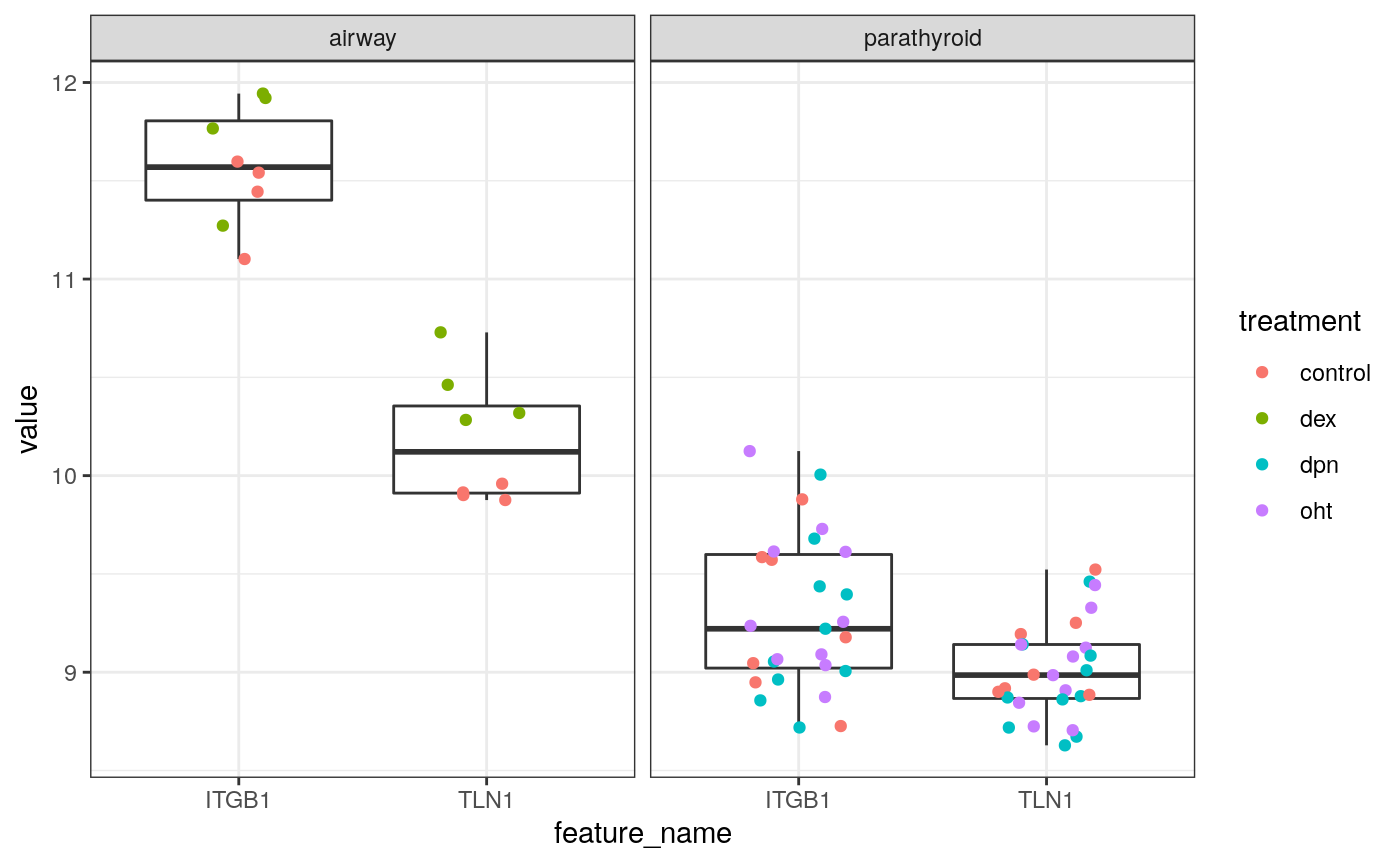 airway
parathyroid
12
11
10
9
value
ITGB1
TLN1
ITGB1
TLN1
feature_name
treatment
control
dex
dpn
oht